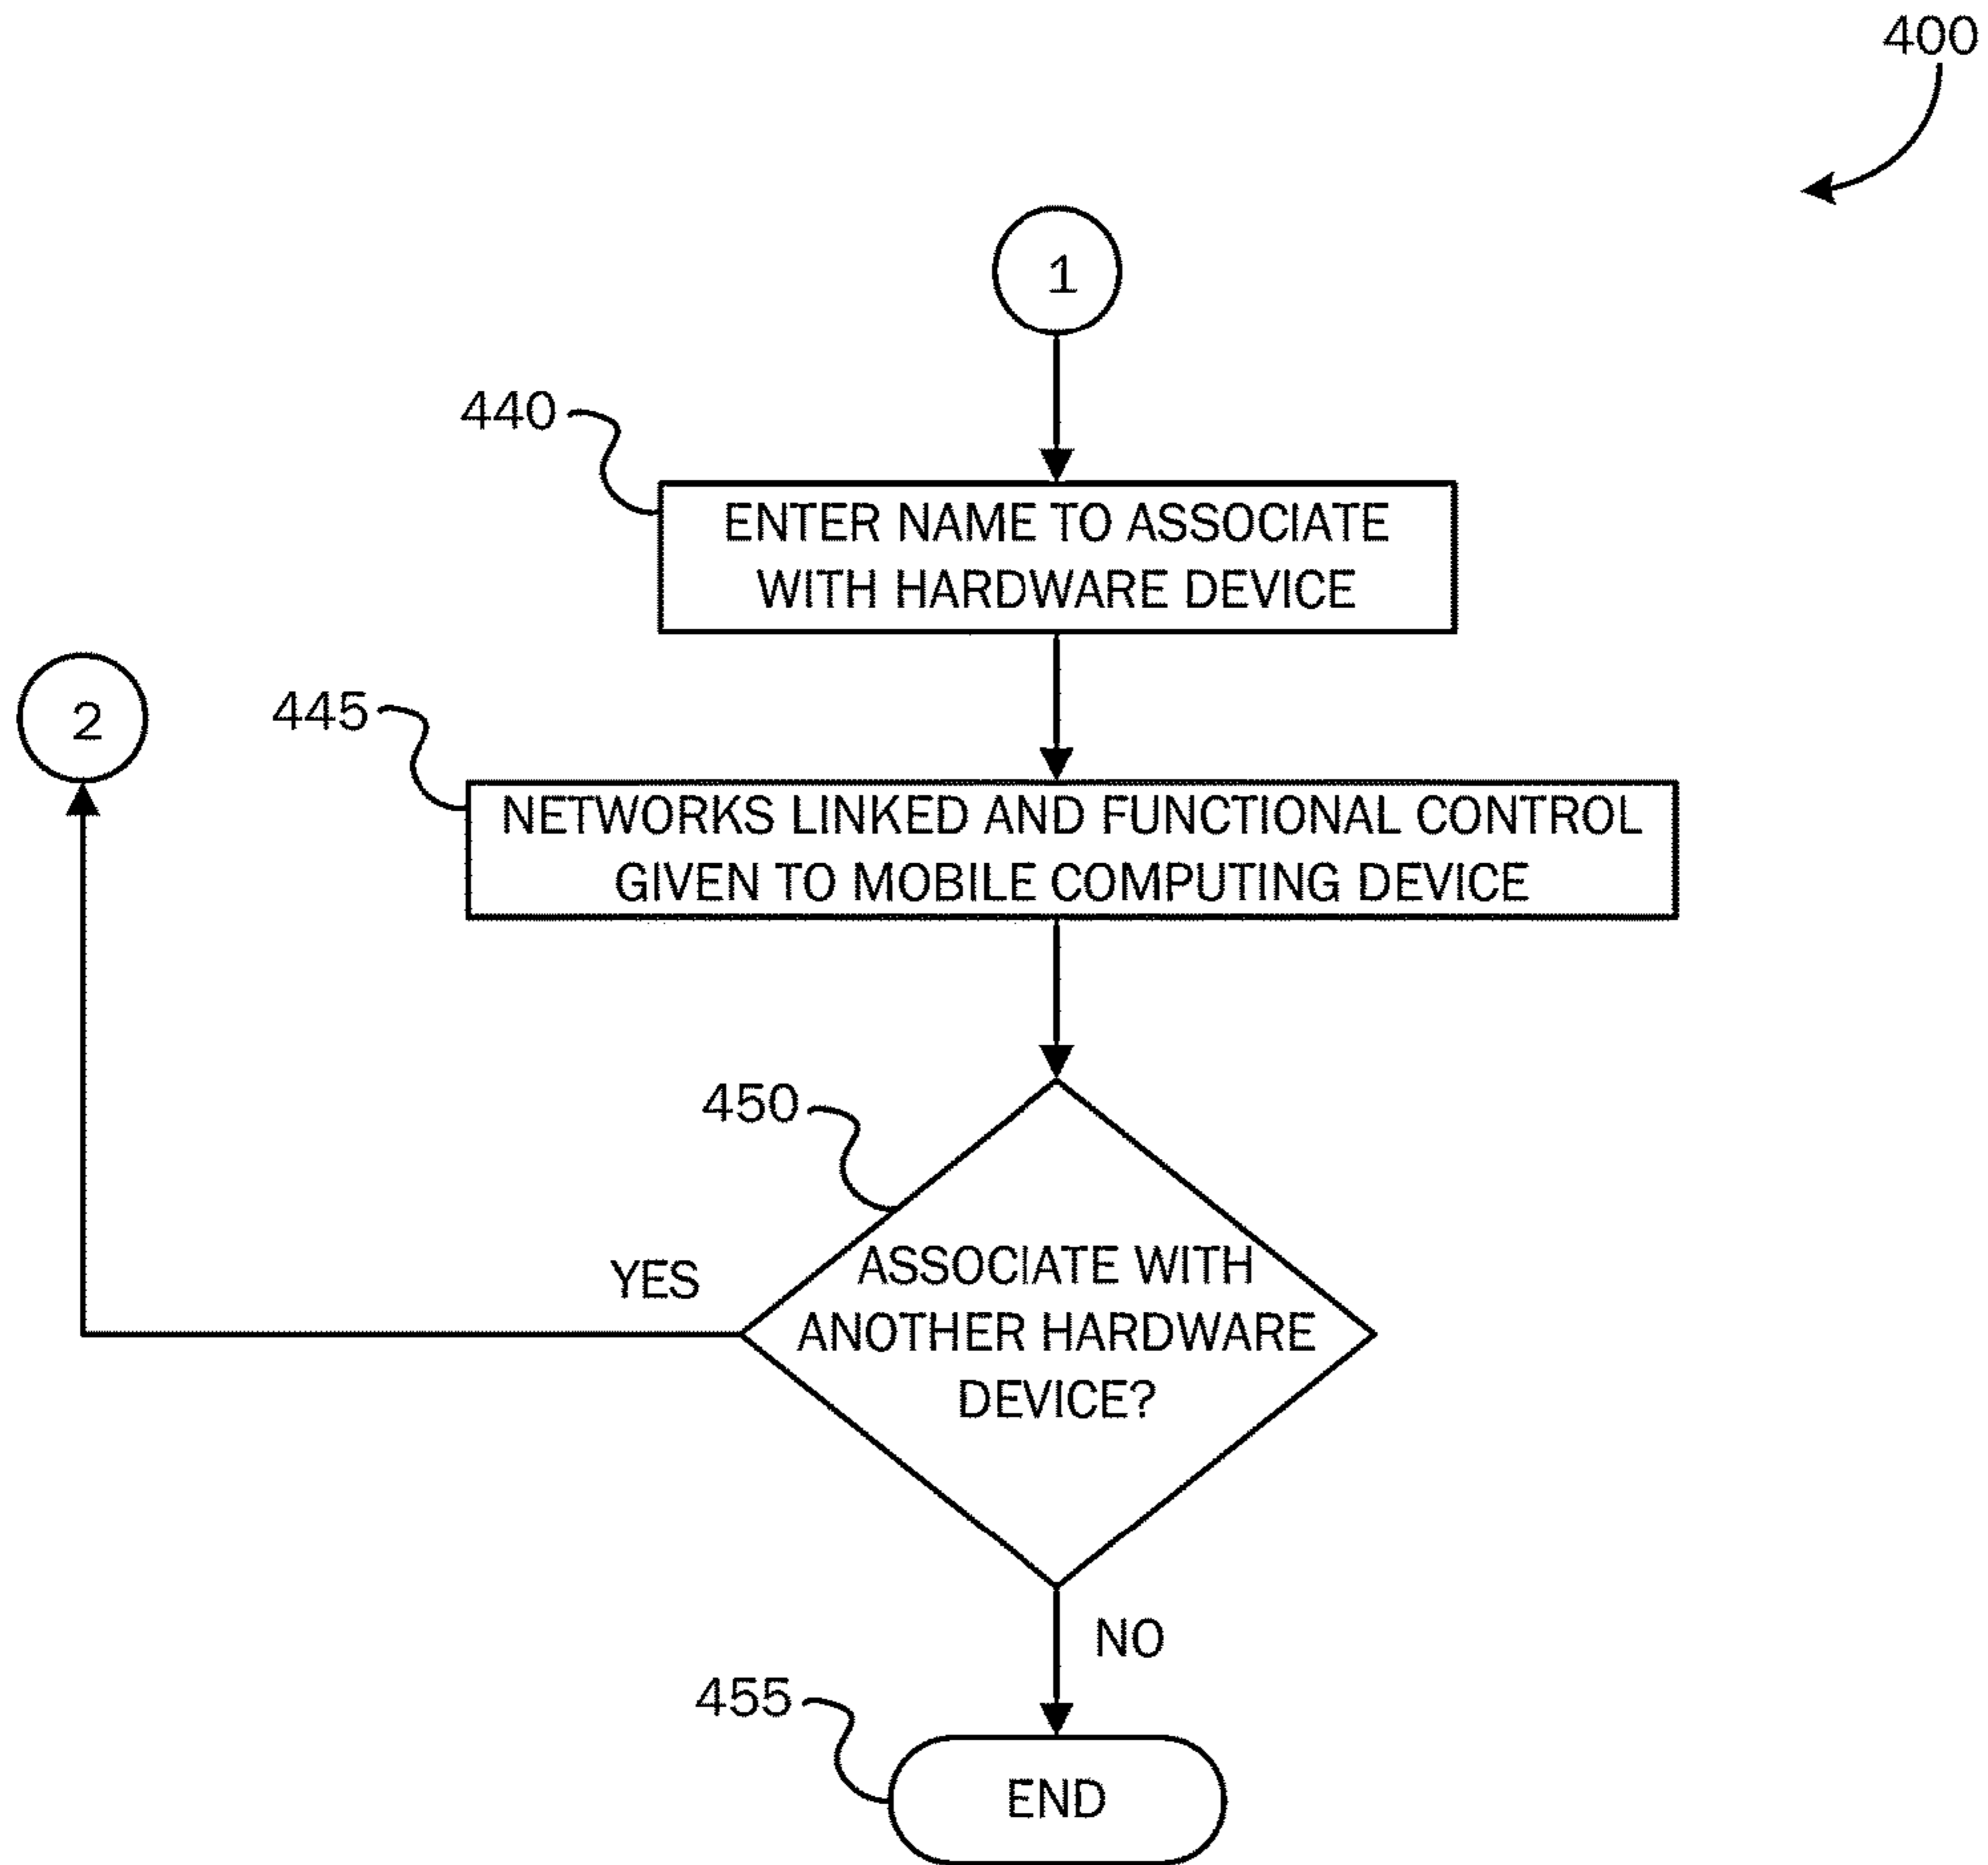 400
1
440
ENTER NAME TO ASSOCIATE
WITH HARDWARE DEVICE
2
445
NETWORKS LINKED AND FUNCTIONAL CONTROL
GIVEN TO MOBILE COMPUTING DEVICE
450
YES
ASSOCIATE WITH
ANOTHER HARDWARE
DEVICE?
NO
455
END